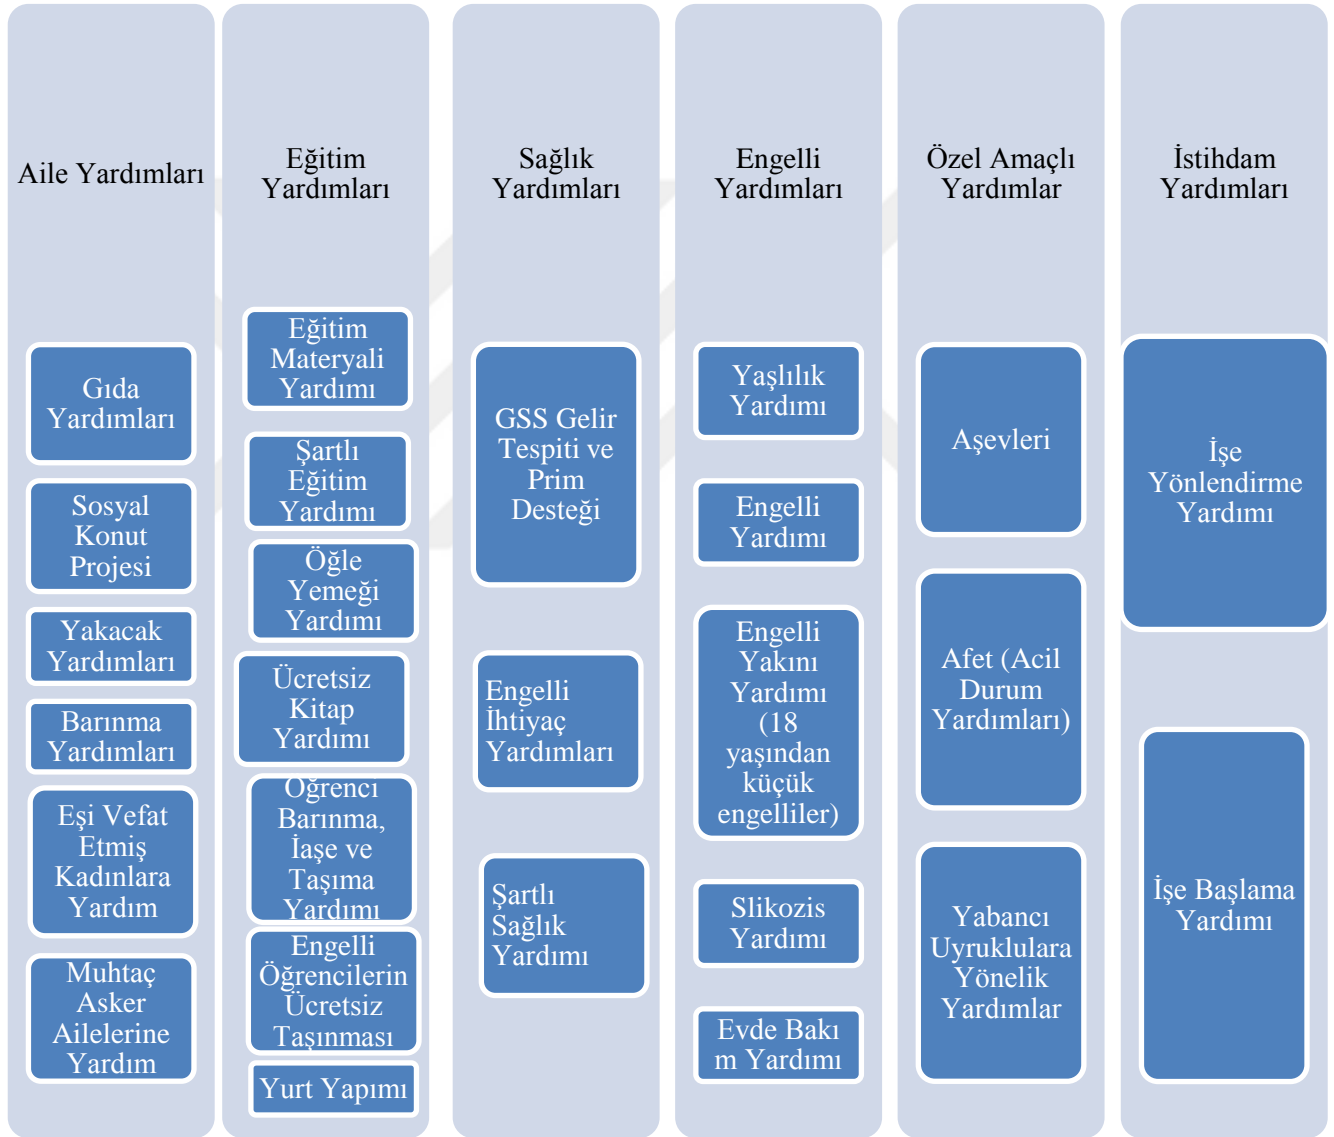 Aile Yardımları
Gıda
Yardımları
Sosyal
Konut
Projesi
Yakacak
Yardımları
Barınma
Yardımları
Eşi Vefat
Etmiş
Kadınlara
Yardım
Muhtaç
Asker
Ailelerine
Yardım
Eğitim
Yardımları
Eğitim
Materyali
Yardımı
Şartlı
Eğitim
Yardımı
Öğle
Yemeği
Yardımı
Ücretsiz
Kitap
Yardımı
Öğrenci
Barınma,
İaşe ve
Taşıma
Yardımı
Engelli
Öğrencilerin
Ücretsiz
Taşınması
Yurt Yapımı
Sağlık
Yardımları
GSS Gelir
Tespiti ve
Prim
Desteği
Engelli
İhtiyaç
Yardımları
Şartlı
Sağlık
Yardımı
Engelli
Yardımları
Yaşlılık
Yardımı
Engelli
Yardımı
Engelli
Yakını
Yardımı
(18
yaşından
küçük
engelliler)
Slikozis
Yardımı
Evde Bakı
m Yardımı
Özel Amaçlı
Yardımlar
Aşevleri
Afet (Acil
Durum
Yardımları)
Yabancı
Uyruklulara
Yönelik
Yardımlar
İstihdam
Yardımları
İşe
Yönlendirme
Yardımı
İşe Başlama
Yardımı